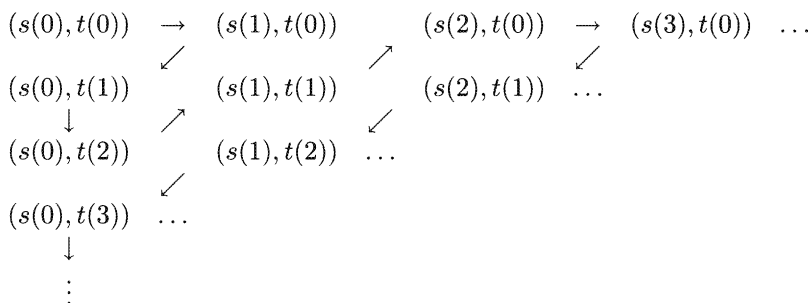 (s(0), t(0)) → (s(1), t(0)) (s(2), t(0)) → (s(3), t(0)) ...
↙ ↗ ↙
(s(0), t(1)) (s(1), t(1)) (s(2), t(1)) ...
↓ ↗ ↙
(s(0), t(2)) (s(1), t(2)) ...
↙
(s(0), t(3)) ...
↓
⋮